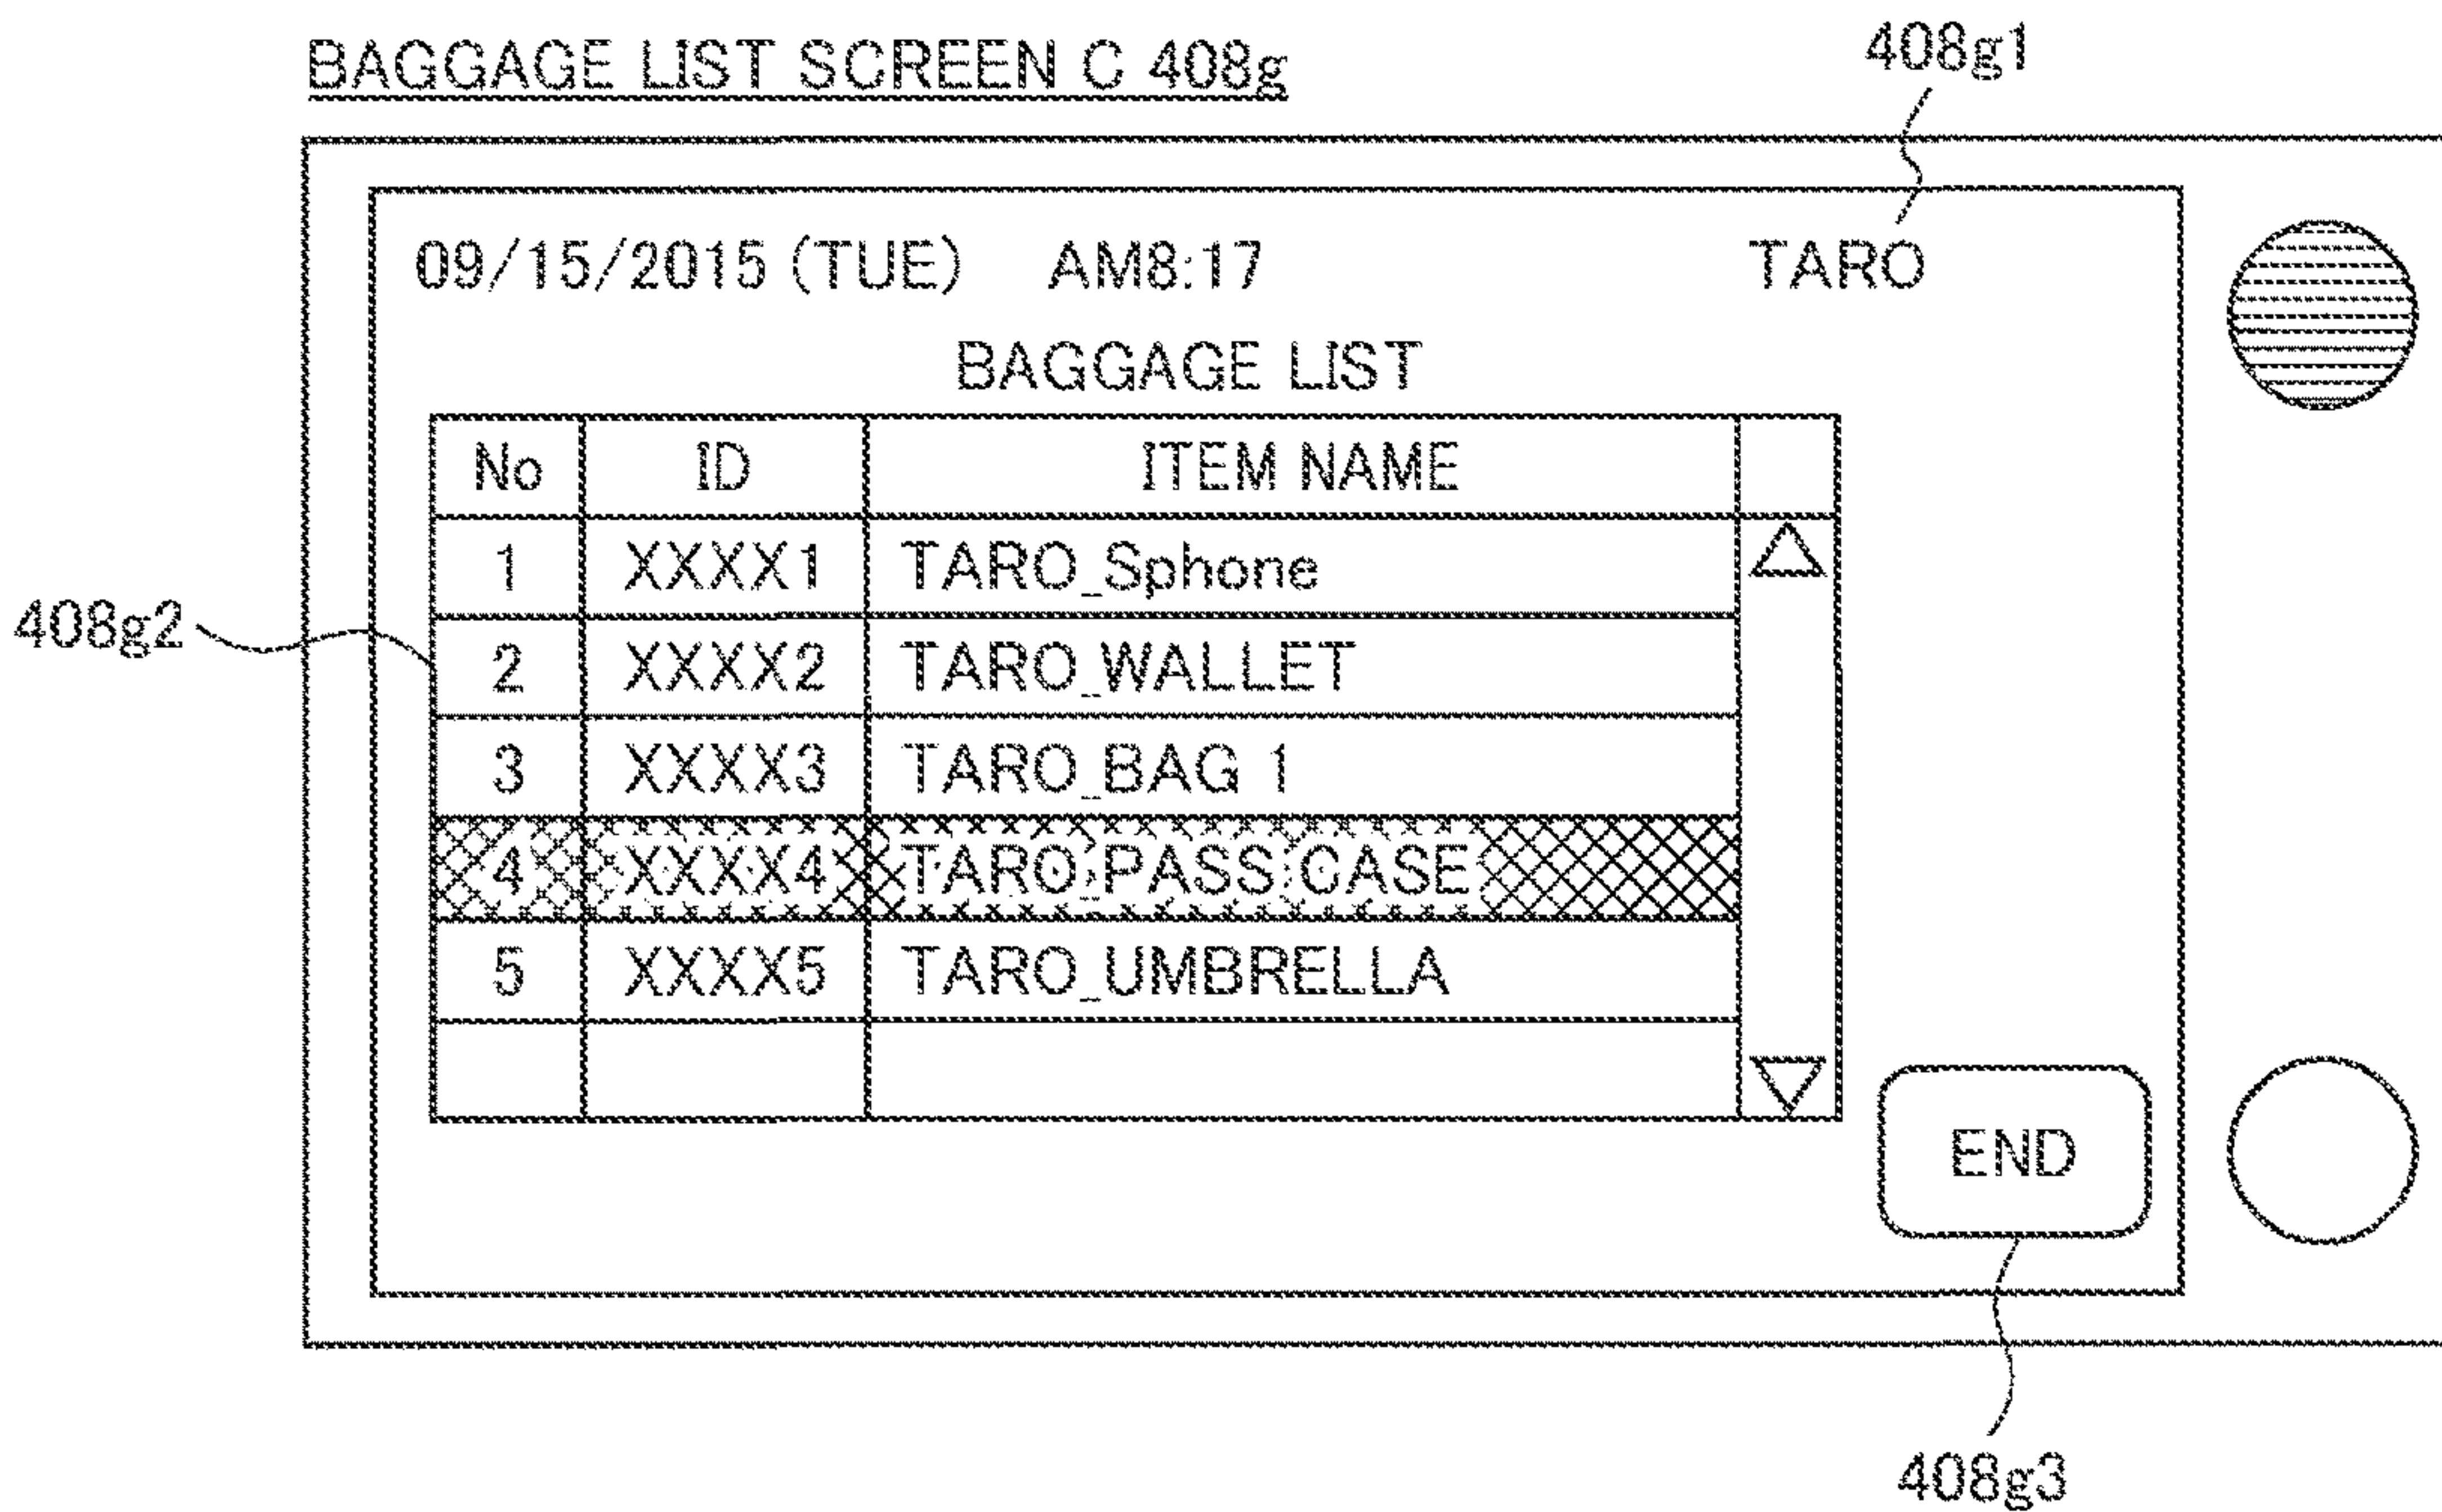 BAGGAGE LIST SCREEN C 408g
408g1
09/15/2015 (TUE) AM8:17 TARO
BAGGAGE LIST
No ID ITEM NAME
1 XXXX1 TARO_Sphone
408g2
2 XXXX2 TARO_WALLET
3 XXXX3 TARO_BAG 1
4 XXXX4 TARO_PASS CASE
5 XXXX5 TARO_UMBRELLA
END
408g3